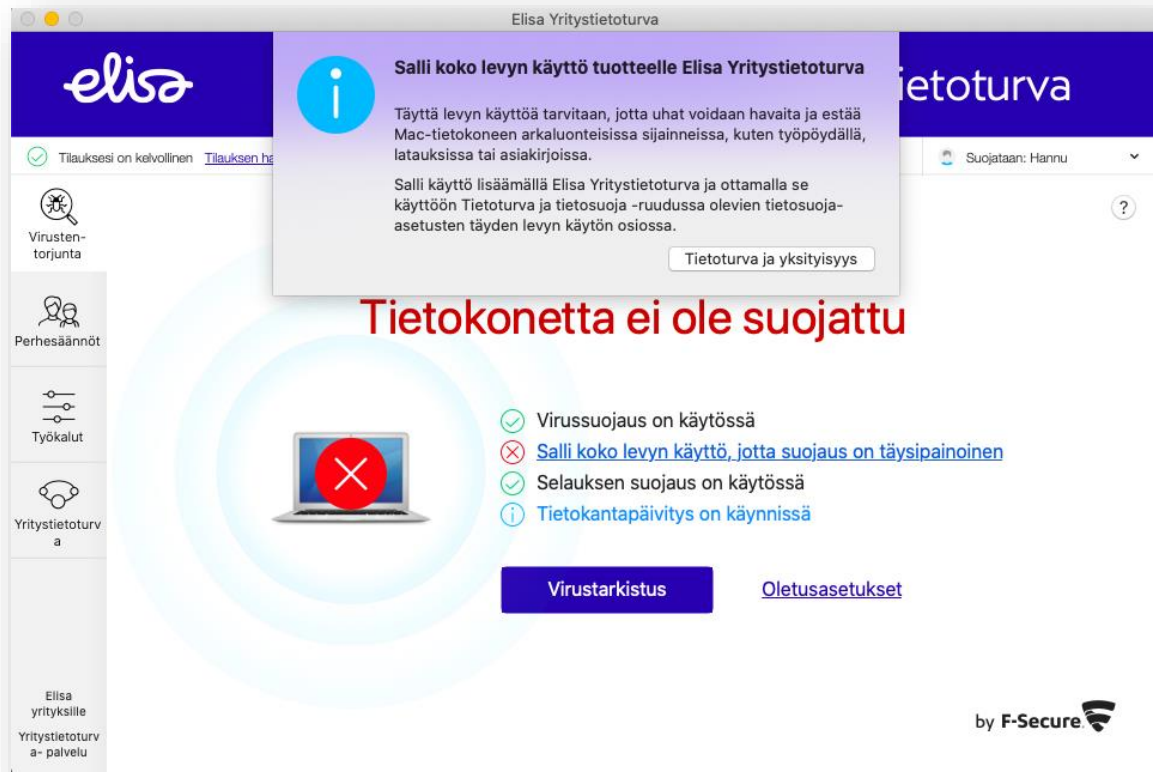 Elisa Yritystietoturva
elisa
ietoturva
Salli koko levyn käyttö tuotteelle Elisa Yritystietoturva
Täyttä levyn käyttöä tarvitaan, jotta uhat voidaan havaita ja estää
Mac-tietokoneen arkaluonteisissa sijainneissa, kuten työpöydällä,
latauksissa tai asiakirjoissa.
Salli käyttö lisäämällä Elisa Yritystietoturva ja ottamalla se
käyttöön Tietoturva ja tietosuoja -ruudussa olevien tietosuoja-
asetusten täyden levyn käytön osiossa.
Tietoturva ja yksityisyys
Tilauksesi on kelvollinen Tilauksen ha
Suojataan: Hannu
?
Virusten-
torjunta
Perhesäännöt
Työkalut
Yritystietoturv
a
Elisa
yrityksille
Yritystietoturv
a- palvelu
Tietokonetta ei ole suojattu
Virussuojaus on käytössä
Salli koko levyn käyttö, jotta suojaus on täysipainoinen
Selauksen suojaus on käytössä
Tietokantapäivitys on käynnissä
Virustarkistus
Oletusasetukset
by F-Secure